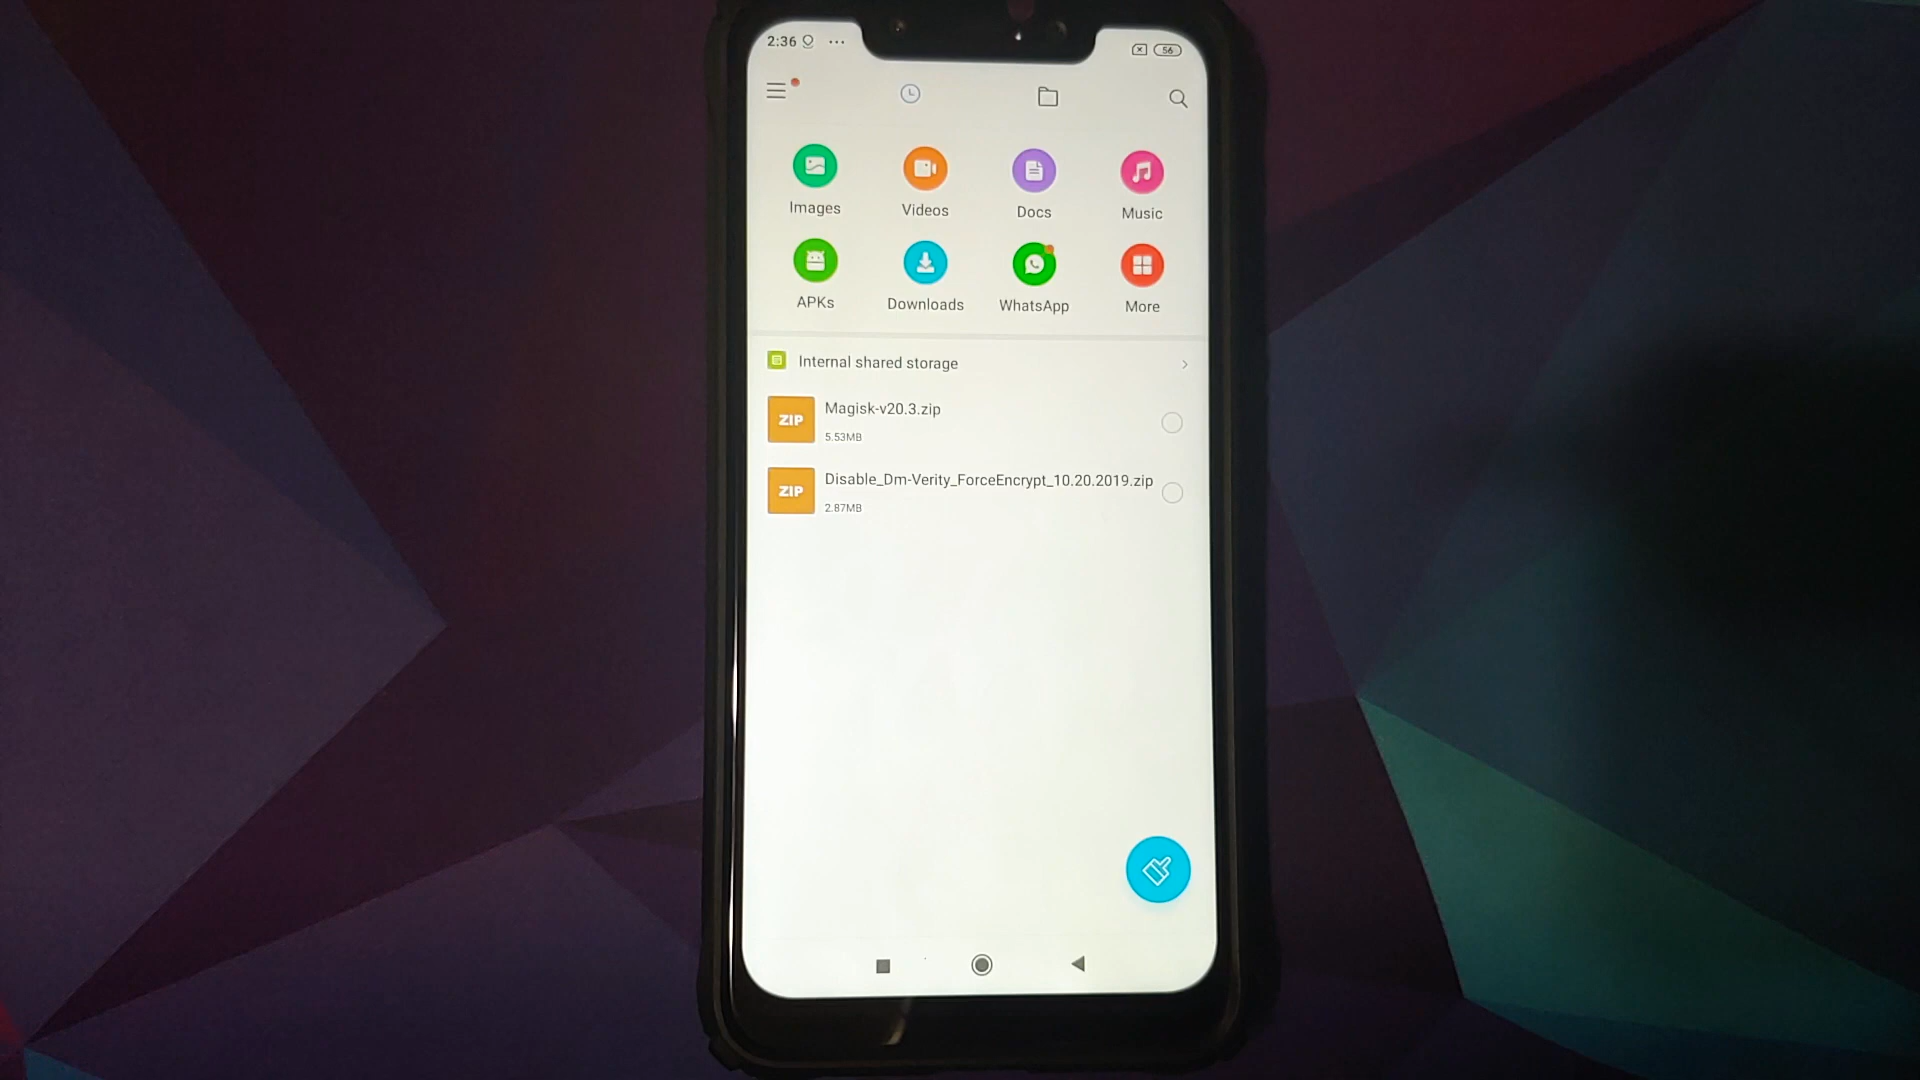 2:36
56
Images Videos Docs Music
APKs Downloads WhatsApp More
Internal shared storage
ZIP
Magisk-v20.3.zip
5.53MB
ZIP
Disable_Dm-Verity_ForceEncrypt_10.20.2019.zip
2.87MB